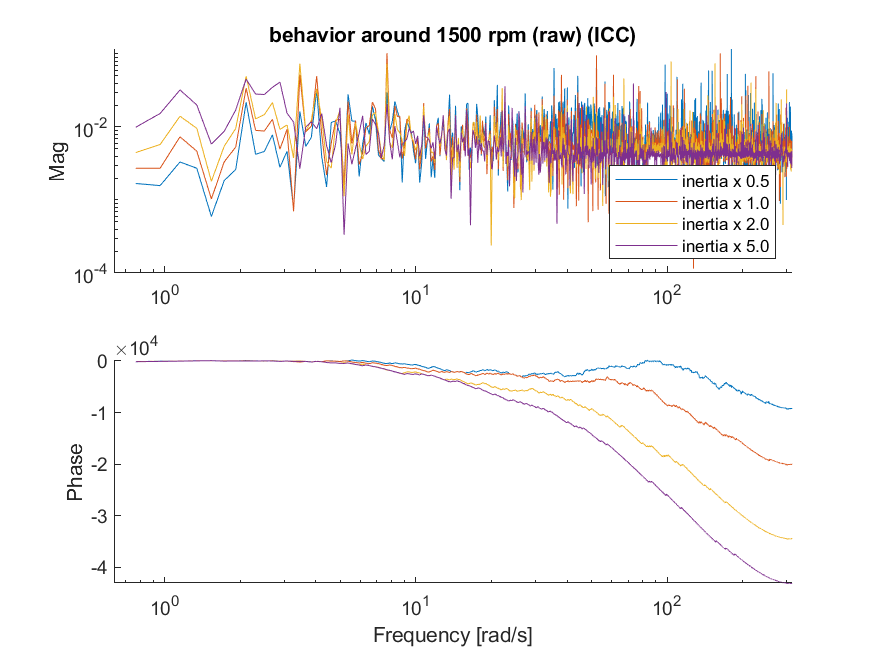 behavior around 1500 rpm (raw) (ICC)
Mag
10^-2
10^-4
inertia x 0.5
inertia x 1.0
inertia x 2.0
inertia x 5.0
10^0
10^1
10^2
×10^4
Phase
0
-1
-2
-3
-4
10^0
10^1
10^2
Frequency [rad/s]